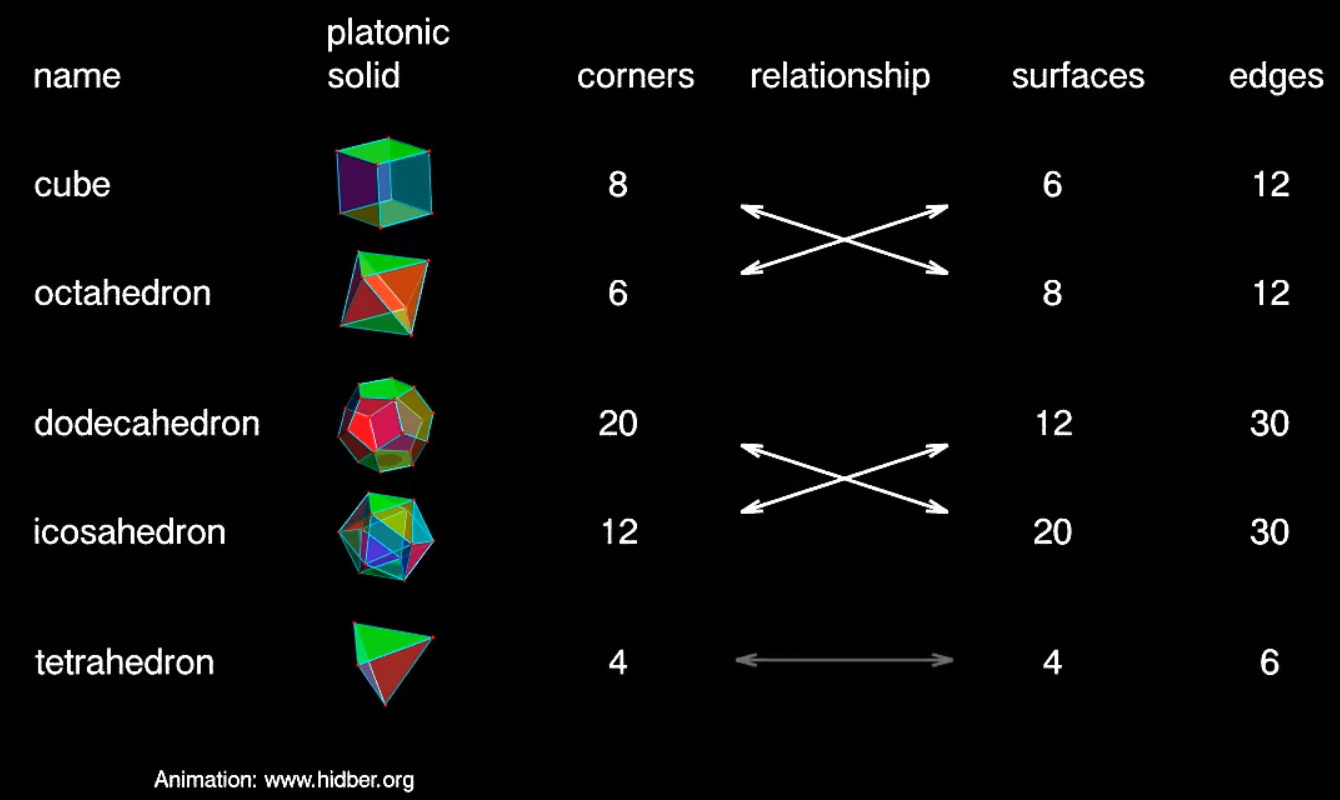 platonic
name solid corners relationship surfaces edges
cube 8 6 12
octahedron 6 8 12
dodecahedron 20 12 30
icosahedron 12 20 30
tetrahedron 4 4 6
Animation: www.hidber.org